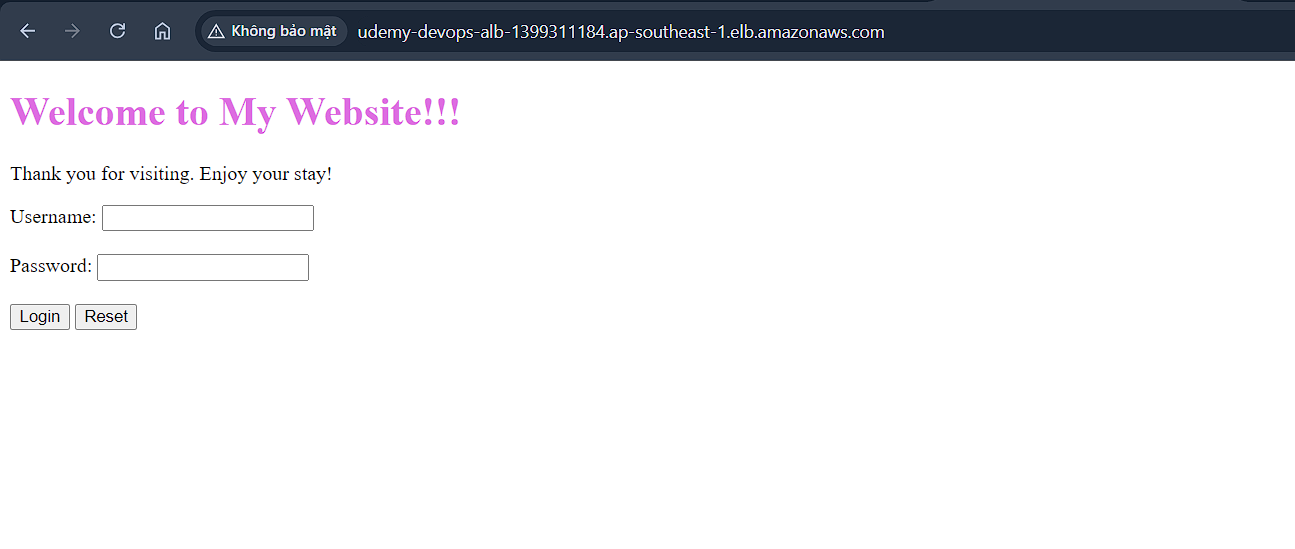 Không bảo mật udemy-devops-alb-1399311184.ap-southeast-1.elb.amazonaws.com
Welcome to My Website!!!
Thank you for visiting. Enjoy your stay!
Username:
Password:
Login Reset